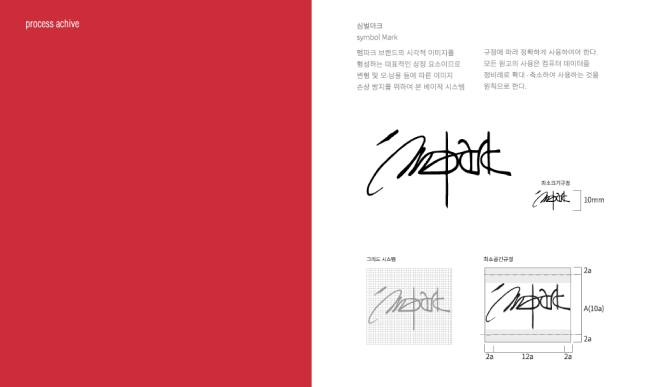 process achive
심벌마크
symbol Mark
브랜드의 시각적 이미지를
형성하는 대표적인 상징 요소이므로
변형 및 오·남용 등에 따른 이미지
손상 방지를 위하여 본 베이직 시스템
규정에 따라 정확하게 사용하여야 한다.
모든 원고의 사용은 컴퓨터 데이터를
정비례로 확대·축소하여 사용하는 것을
원칙으로 한다.
최소크기규정
10mm
그리드 시스템
최소공간규정
2a
A(10a)
2a
2a
12a
2a